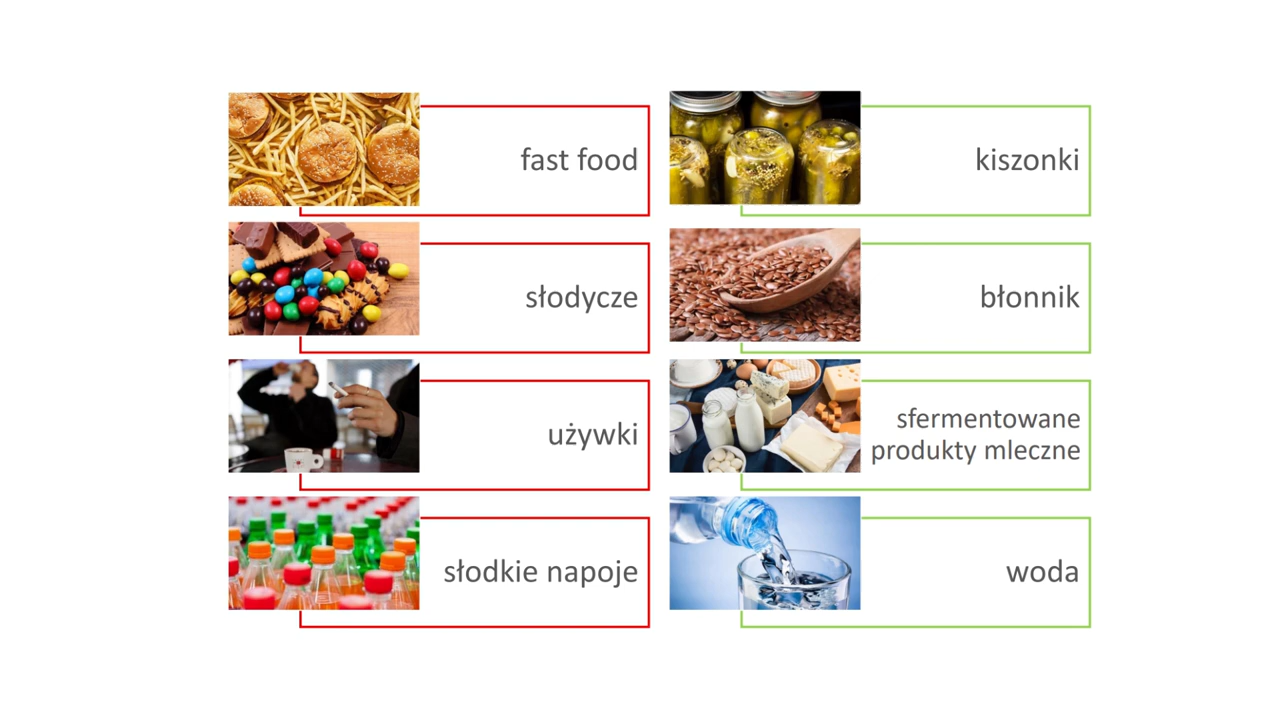 fast food
kiszonki
słodycze
błonnik
używki
sfermentowane
produkty mleczne
słodkie napoje
woda